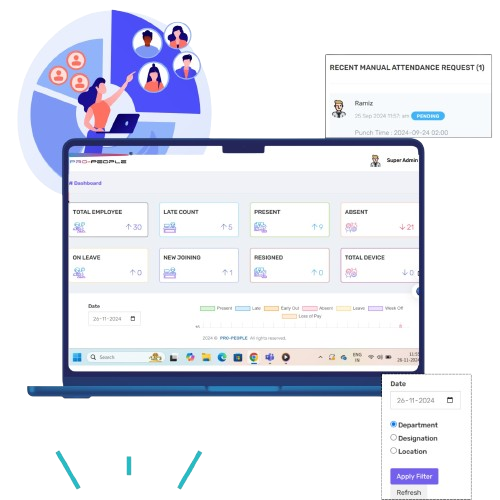 RECENT MANUAL ATTENDANCE REQUEST (1)
Ramiz
25 Sep 2024 11:51 am PENDING
Punch Time : 2024-09-24 02:00
PRO-PEOPLE
Super Admin
Dashboard
TOTAL EMPLOYEE
30
LATE COUNT
5
PRESENT
9
ABSENT
21
ON LEAVE
0
NEW JOINING
1
RESIGNED
0
TOTAL DEVICE
0
Date
26-11-2024
Present Late Early Out Absent Leave Week Off
Loss of Pay
2024 © PRO-PEOPLE All rights reserved.
Search
ENG
IN
11:55
26-11-2024
Date
26-11-2024
Department
Designation
Location
Apply Filter
Refresh